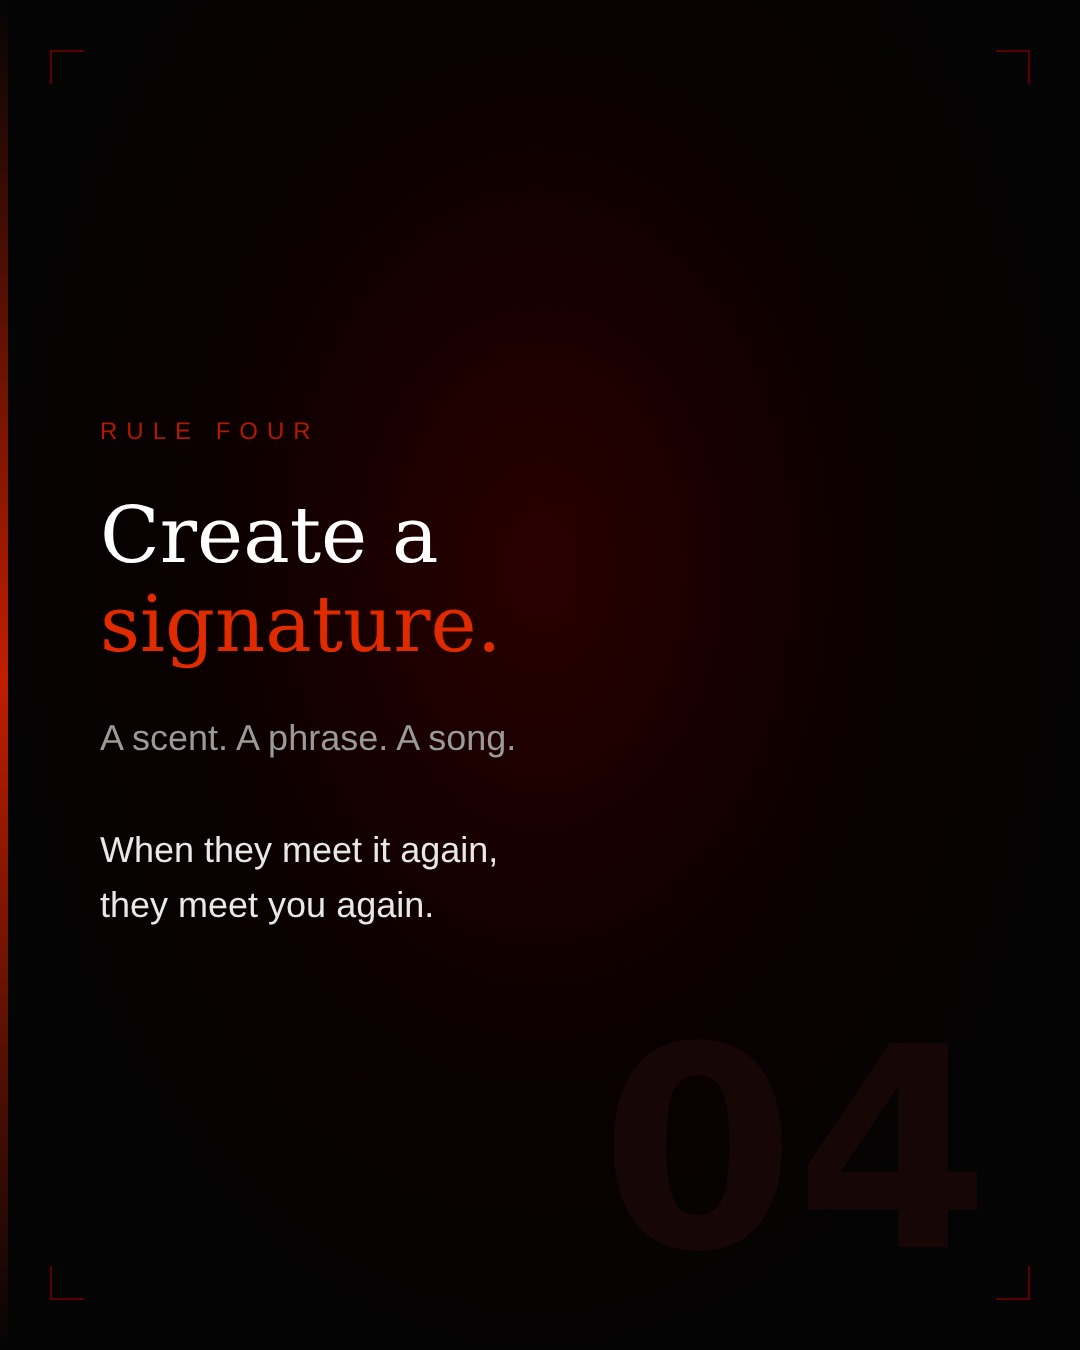 RULE FOUR
Create a
signature.
A scent. A phrase. A song.
When they meet it again,
they meet you again.
04